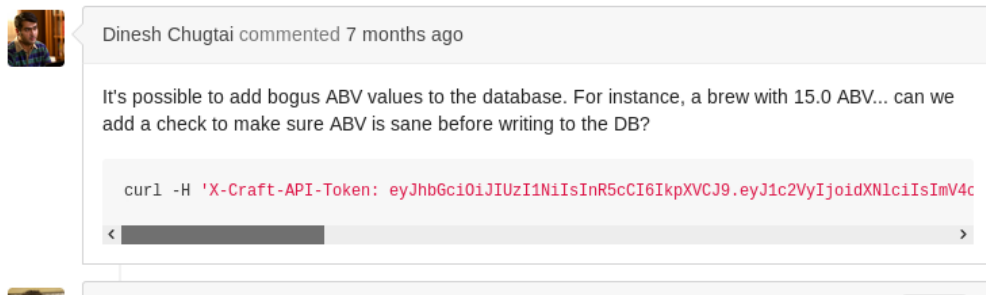 Dinesh Chugtai commented 7 months ago
It's possible to add bogus ABV values to the database. For instance, a brew with 15.0 ABV... can we
add a check to make sure ABV is sane before writing to the DB?
curl -H 'X-Craft-API-Token: eyJhbGciOiJIUzI1NiIsInR5cCI6IkpXVCJ9.eyJ1c2VyIjoidXNlciIsImV4c